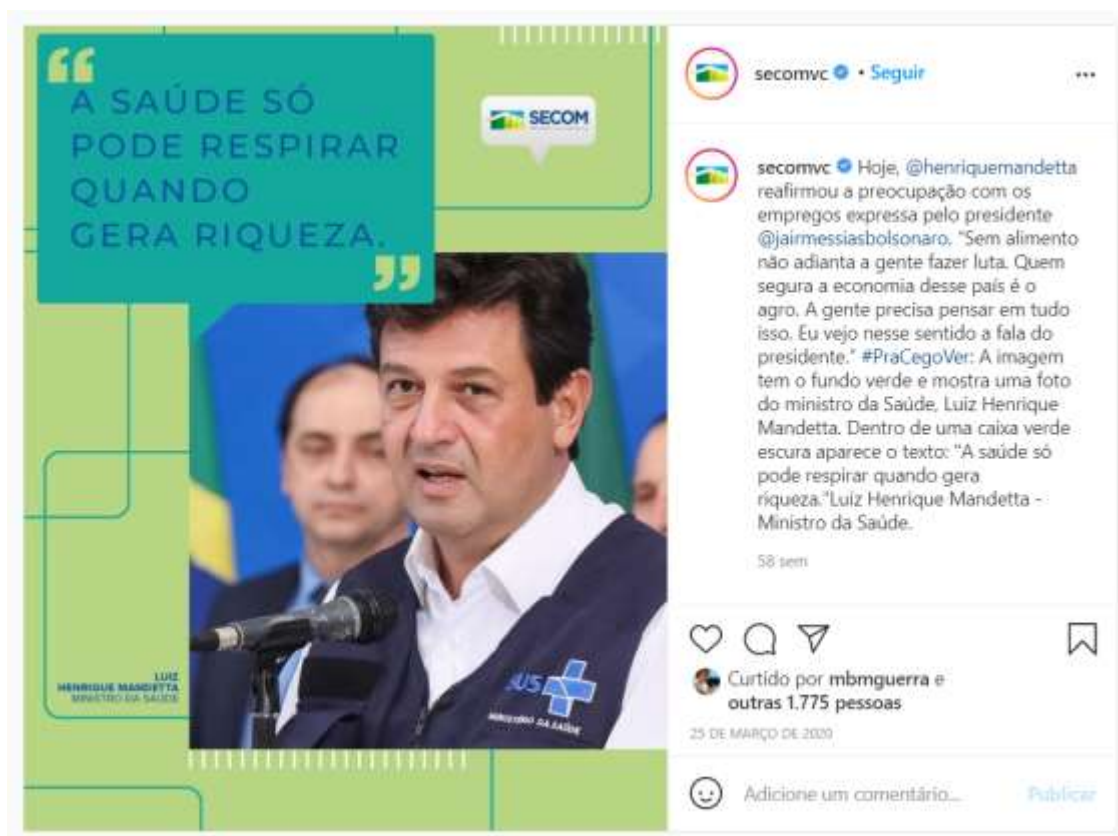 “
A SAÚDE SÓ
PODE RESPIRAR
QUANDO
GERA RIQUEZA.
”
SECOM
LUIZ
HENRIQUE MANDETTA
MINISTRO DA SAÚDE
SUS
MINISTÉRIO DA SAÚDE
secomvc • Seguir
...
secomvc Hoje, @henriquemandetta
reafirmou a preocupação com os
empregos expressa pelo presidente
@jairmessiasbolsonaro. "Sem alimento
não adianta a gente fazer luta. Quem
segura a economia desse país é o
agro. A gente precisa pensar em tudo
isso. Eu vejo nesse sentido a fala do
presidente." #PraCegoVer: A imagem
tem o fundo verde e mostra uma foto
do ministro da Saúde, Luiz Henrique
Mandetta. Dentro de uma caixa verde
escura aparece o texto: "A saúde só
pode respirar quando gera
riqueza."Luiz Henrique Mandetta -
Ministro da Saúde.
58 sem
Curtido por mbmguerra e
outras 1.775 pessoas
25 DE MARÇO DE 2020
Adicione um comentário...
Publicar